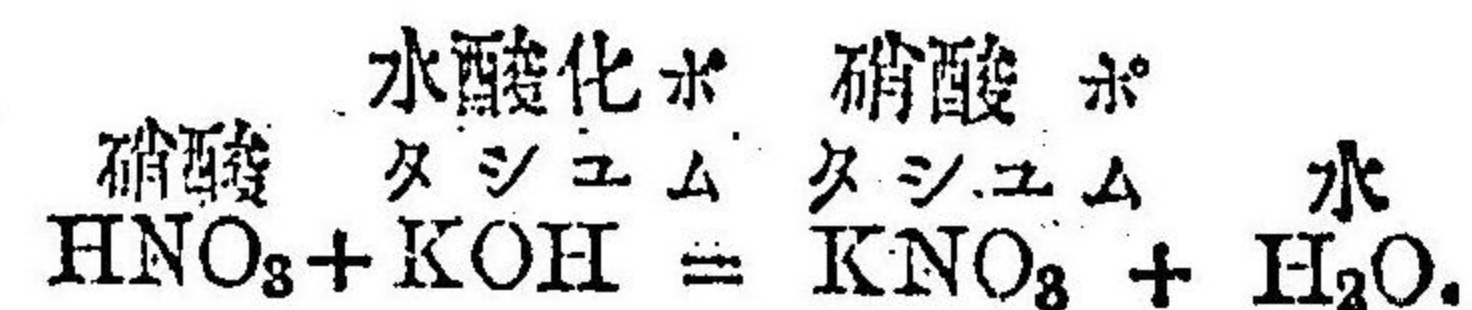 水酸化ポ 硝酸 ポ
硝酸 タシユム タシユム 水
HNO₃+KOH = KNO₃ + H₂O.